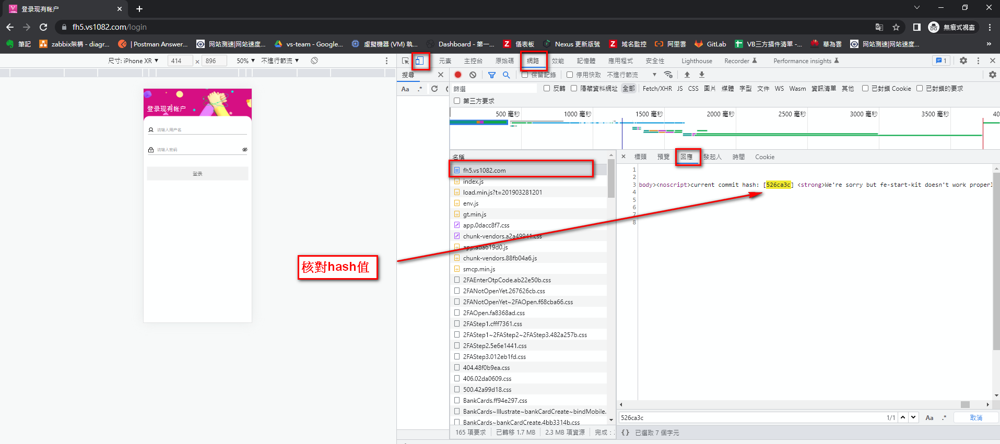 登录现有帐户
fh5.vs1082.com/login
無痕式視窗
筆記
zabbix架構 - diagr...
| Postman Answer...
网站测速|网站速度...
vs-team - Google...
虛擬機器 (VM) 執...
Dashboard - 第一...
儀表板
Nexus 更新版號
域名監控
阿里雲
GitLab
VB三方插件清單 -...
華為雲
网站测速|网站速度...
»
尺寸: iPhone XR ▼
414
×
896
50% ▼
不進行節流 ▼
元素
主控台
原始碼
網路
效能
記憶體
應用程式
安全性
Lighthouse
Recorder
Performance insights
1
搜尋
保留記錄
停用快取
不進行節流
Aa
.*
篩選
反轉
隱藏資料網址
全部
Fetch/XHR
JS
CSS
圖片
媒體
字型
文件
WS
Wasm
資訊清單
其他
已封鎖 Cookie
已封鎖的要求
第三方要求
500 毫秒
1000 毫秒
1500 毫秒
2000 毫秒
2500 毫秒
3000 毫秒
3500 毫秒
40
登录现有帐户
请输入用户名
请输入密码
登录
核對hash值
名稱
fh5.vs1082.com
index.js
load.min.js?t=201903281201
env.js
gt.min.js
app.0dacc8f7.css
chunk-vendors.a2a49941.css
app.ada619d0.js
chunk-vendors.88fb04a6.js
smcp.min.js
2FAEnterOtpCode.ab22e50b.css
2FANotOpenYet.267626cb.css
2FANotOpenYet~2FAOpen.f68cba66.css
2FAOpen.fa8368ad.css
2FAStep1.cfff7361.css
2FAStep1~2FAStep2~2FAStep3.482a257b.css
2FAStep2.5e6e1441.css
2FAStep3.012eb1fd.css
404.48f0b9ea.css
406.02da0609.css
500.42a99d18.css
BankCards.ff94e297.css
BankCards~Illustrate~bankCardCreate~bindMobile.
BankCards~bankCardCreate.4bb3314b.css
165 項要求
已轉移 1.7 MB
2.3 MB 項資源
完成：
標頭
預覽
回應
發起人
時間
Cookie
1
2
3 body><noscript>current commit hash: [526ca3c] <strong>We're sorry but fe-start-kit doesn't work properl
4
5
6
7
8
526ca3c
1/1
Aa
.*
取消
{} 已選取 7 個字元